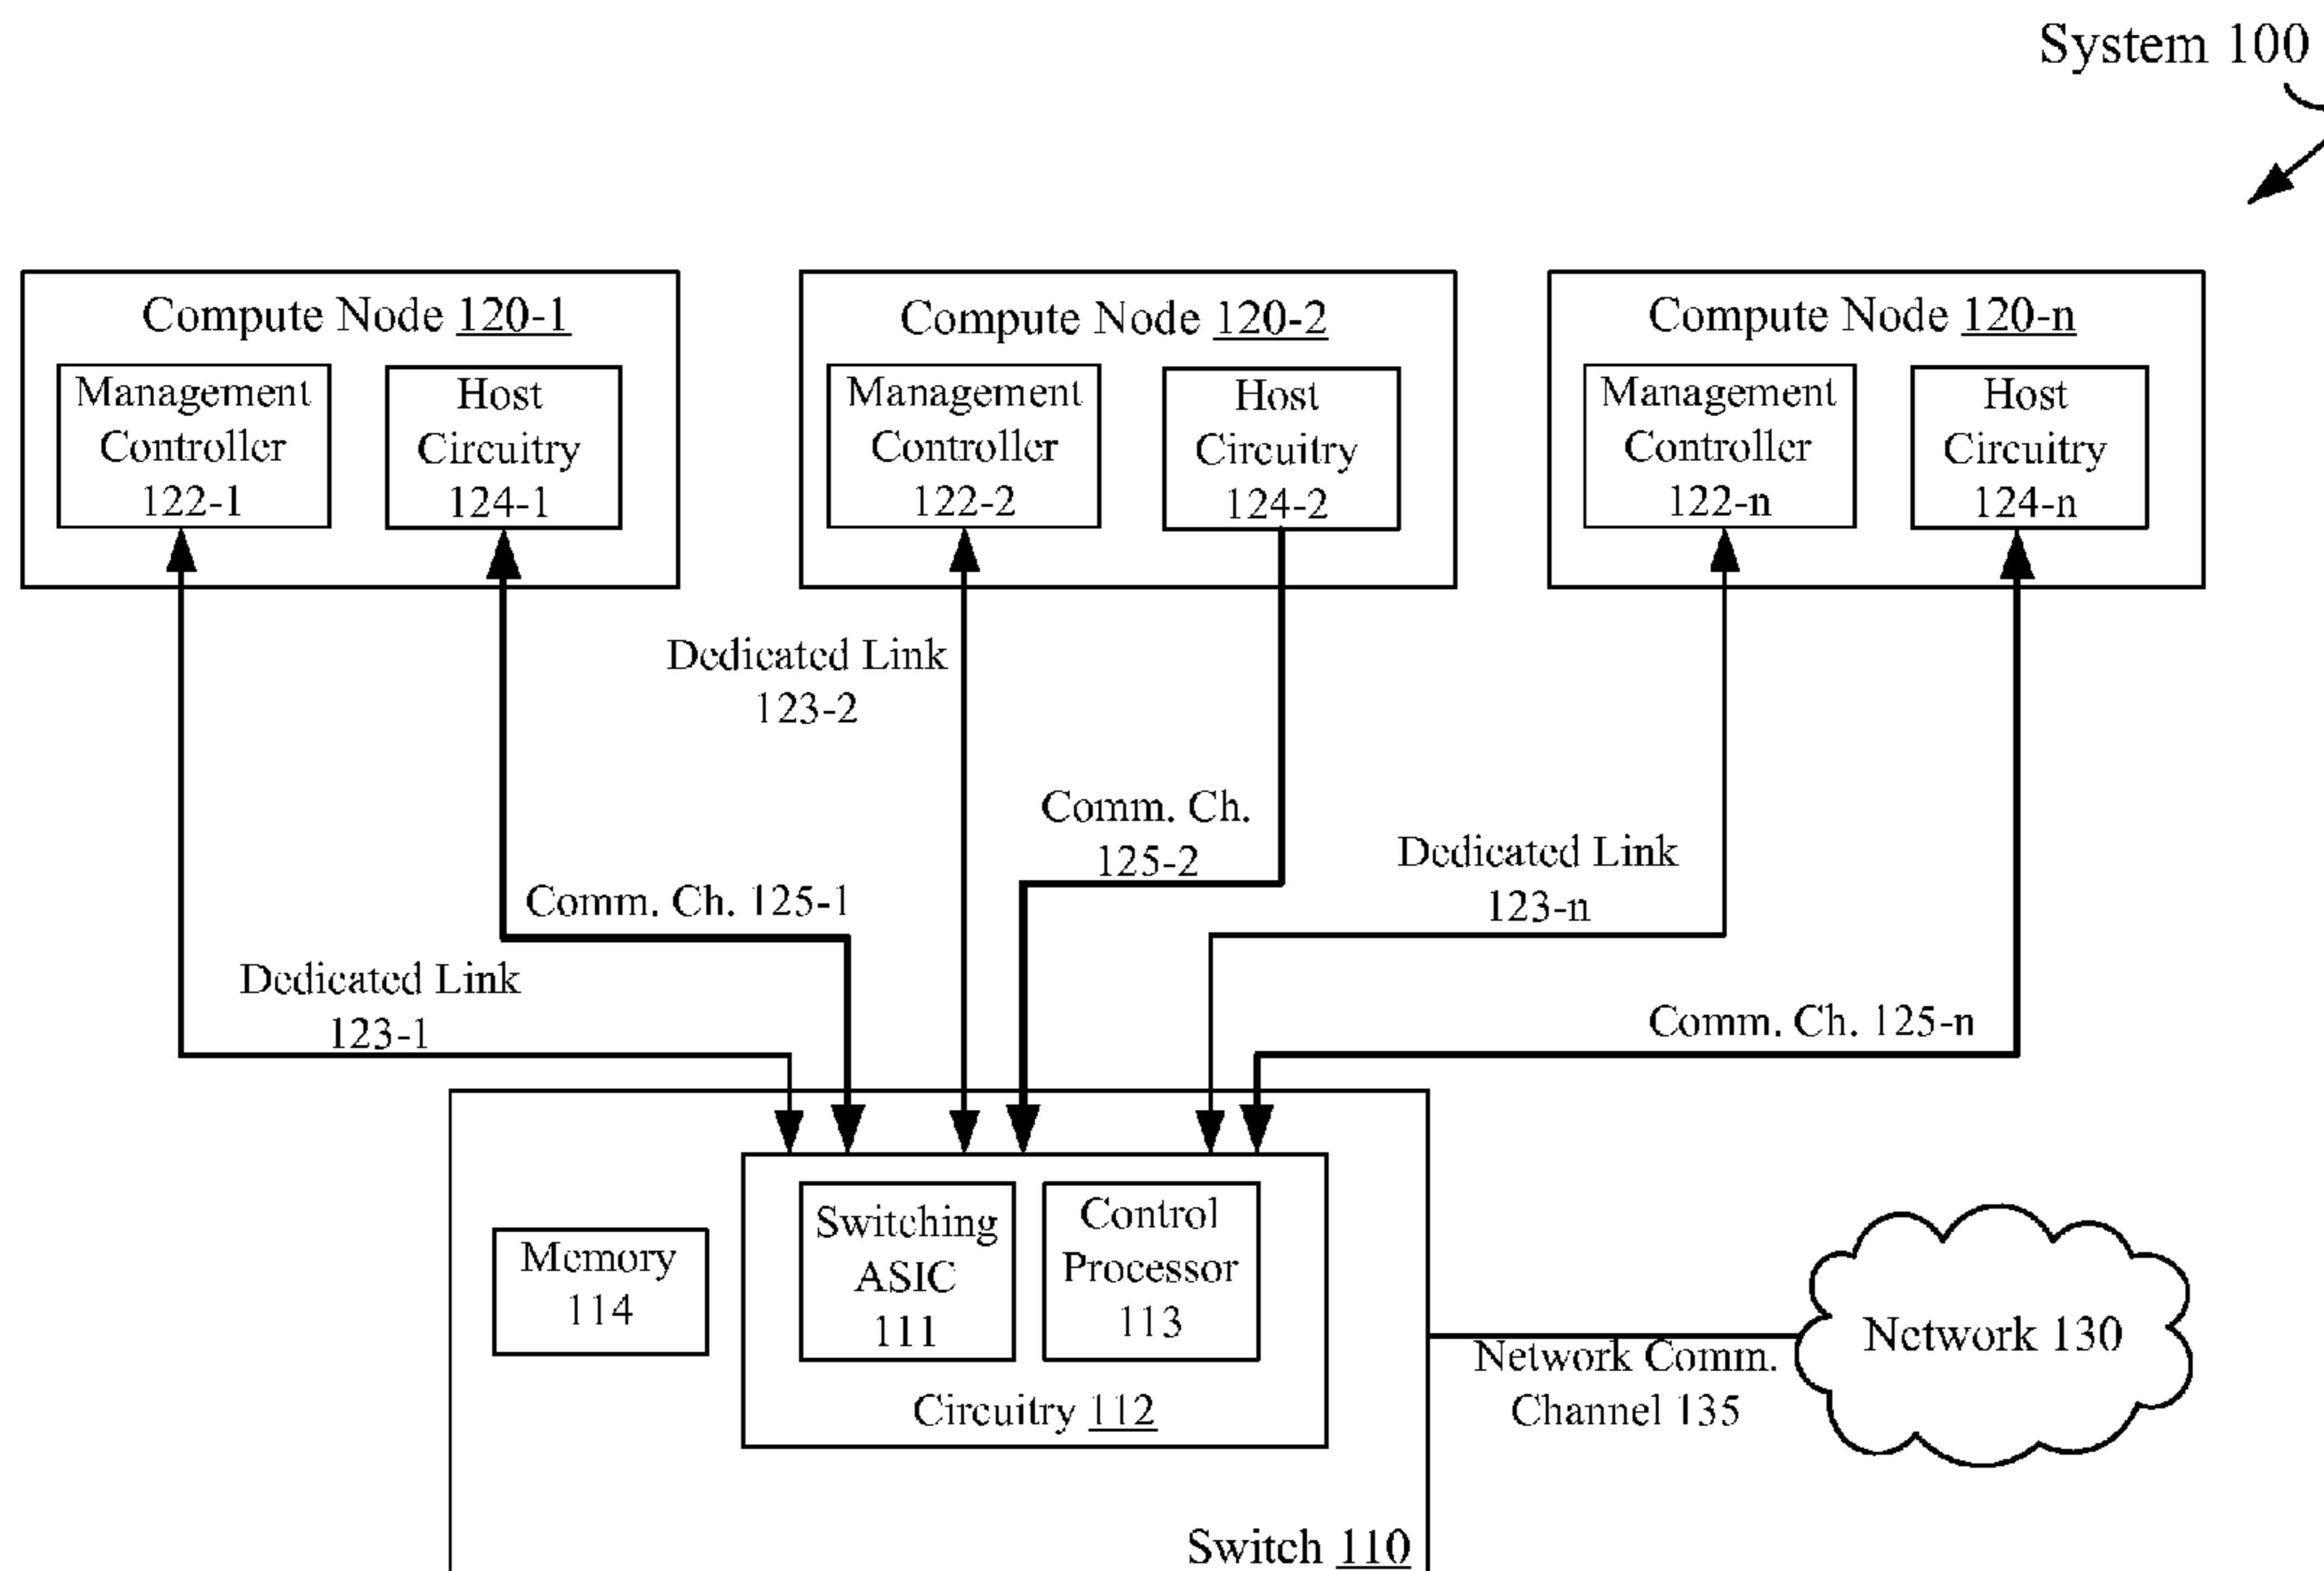 System 100
Compute Node 120-1
Management
Controller
122-1
Host
Circuitry
124-1
Compute Node 120-2
Management
Controller
122-2
Host
Circuitry
124-2
Compute Node 120-n
Management
Controller
122-n
Host
Circuitry
124-n
Dedicated Link
123-2
Comm. Ch.
125-2
Dedicated Link
123-n
Comm. Ch. 125-1
Dedicated Link
123-1
Comm. Ch. 125-n
Memory
114
Switching
ASIC
111
Control
Processor
113
Circuitry 112
Switch 110
Network Comm.
Channel 135
Network 130